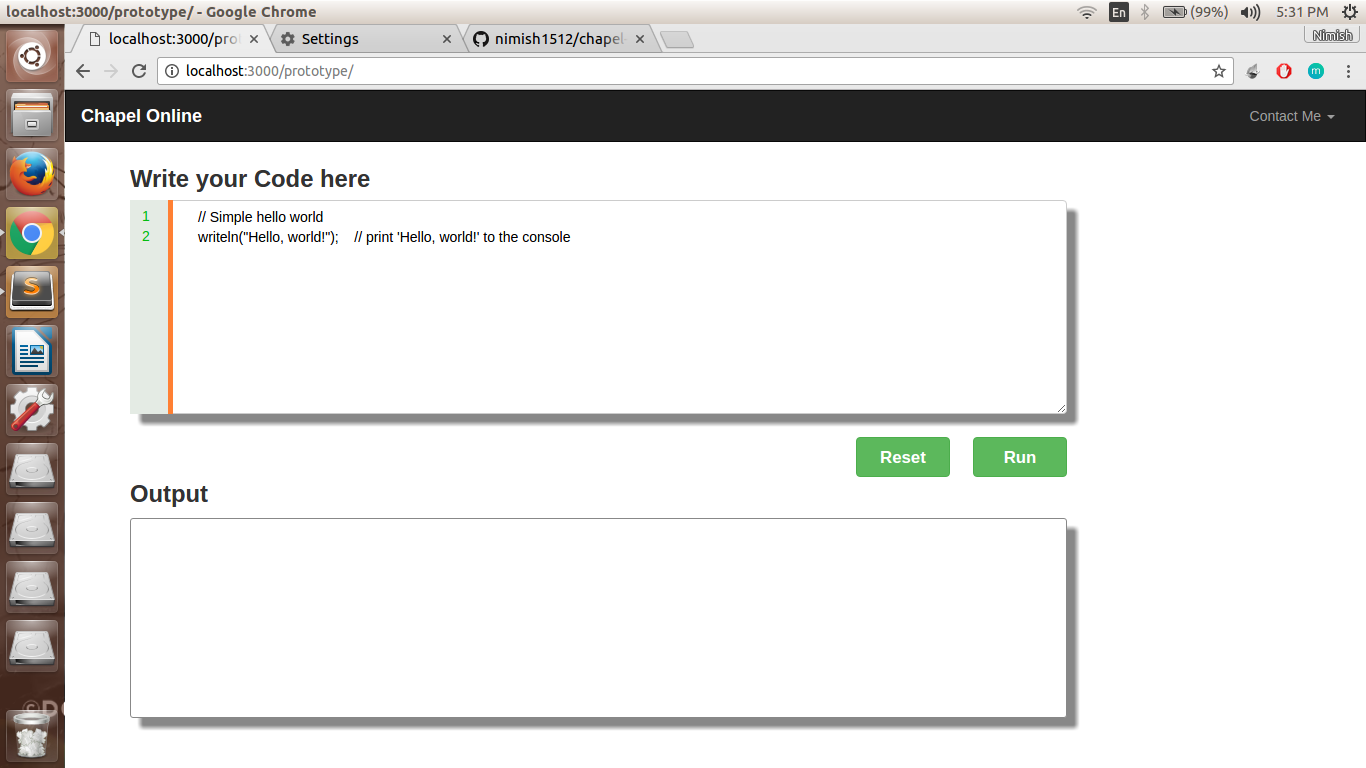 localhost:3000/prototype/ - Google Chrome
En
(99%)
5:31 PM
localhost:3000/pro
Settings
nimish1512/chapel
Nimish
localhost:3000/prototype/
m
Chapel Online
Contact Me
Write your Code here
1 // Simple hello world
2 writeln("Hello, world!"); // print 'Hello, world!' to the console
Reset
Run
Output